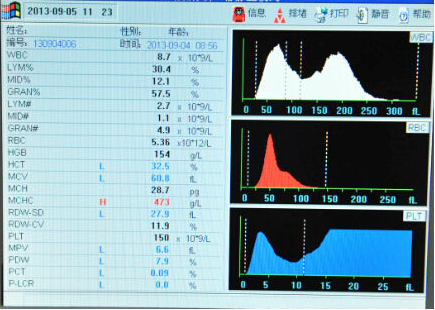 2013-09-05 11 23 信息 排堵 打印 静音 帮助
姓名: 性别: 年龄:
编号: 130904006 时间: 2013-09-04 08:56
WBC 8.7 x 10^9/L
LYM% 30.4 %
MID% 12.1 %
GRAN% 57.5 %
LYM# 2.7 x 10^9/L
MID# 1.1 x 10^9/L
GRAN# 4.9 x 10^9/L
RBC 5.36 x10^12/L
HGB 154 g/L
HCT L 32.5 %
MCV L 60.8 fL
MCH 28.7 pg
MCHC H 473 g/L
RDW-SD L 27.9 fL
RDW-CV 11.9 %
PLT 150 x 10^9/L
MPV L 6.6 fL
PDW L 7.9 %
PCT L 0.09 %
P-LCR L 0.0 %
WBC
fL 50 100 150 200 250 300 fL
RBC
fL 50 100 150 200 250 fL
PLT
fL 5 10 15 20 25 fL